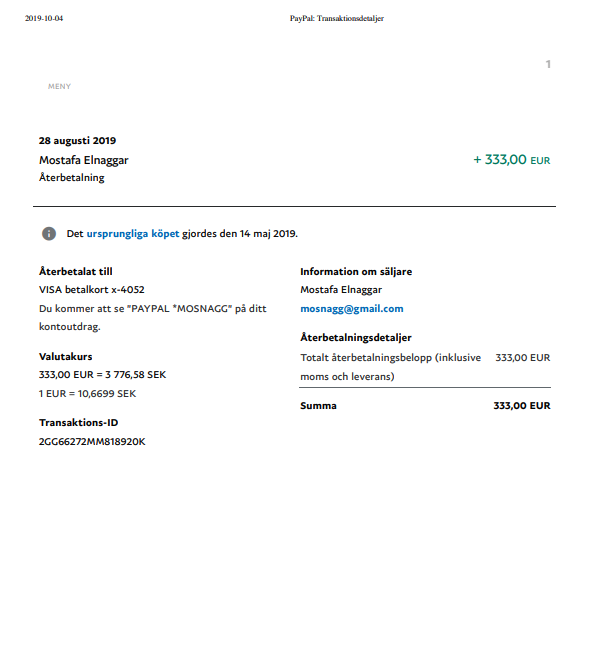 2019-10-04
PayPal: Transaktionsdetaljer
1
MENY
28 augusti 2019
Mostafa Elnaggar
+ 333,00 EUR
Återbetalning
Det ursprungliga köpet gjordes den 14 maj 2019.
Återbetalat till
VISA betalkort x-4052
Du kommer att se "PAYPAL *MOSNAGG" på ditt
kontoutdrag.
Valutakurs
333,00 EUR = 3 776,58 SEK
1 EUR = 10,6699 SEK
Transaktions-ID
2GG66272MM818920K
Information om säljare
Mostafa Elnaggar
mosnagg@gmail.com
Återbetalningsdetaljer
Totalt återbetalningsbelopp (inklusive 333,00 EUR
moms och leverans)
Summa 333,00 EUR